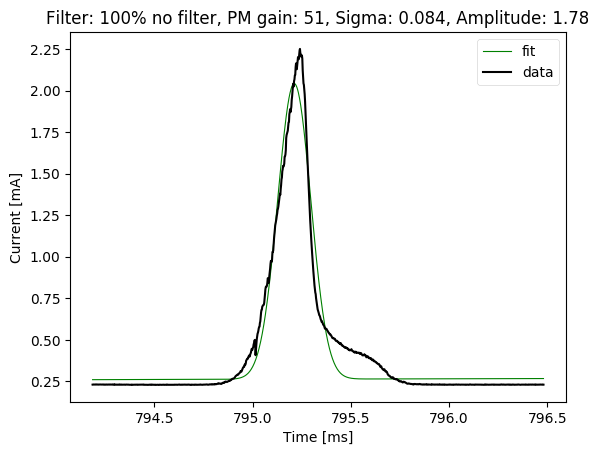 Filter: 100% no filter, PM gain: 51, Sigma: 0.084, Amplitude: 1.78
fit
data
2.25
2.00
1.75
1.50
1.25
1.00
0.75
0.50
0.25
Current [mA]
794.5
795.0
795.5
796.0
796.5
Time [ms]